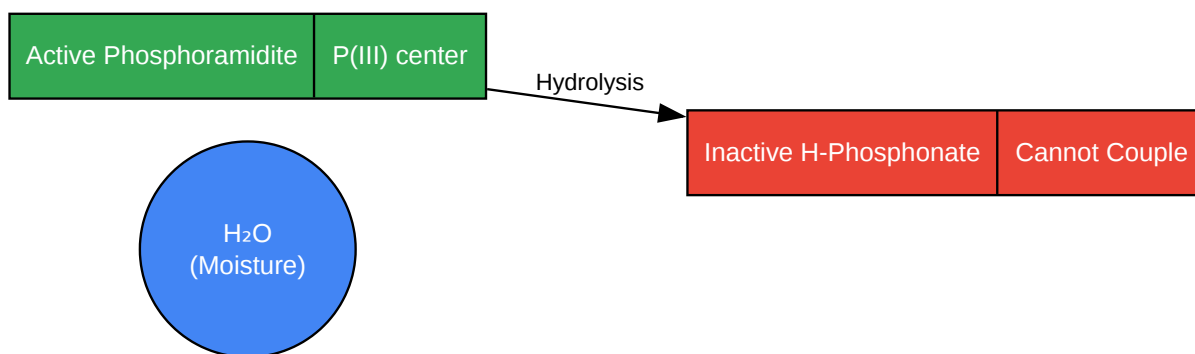 Active Phosphoramidite
P(III) center
Hydrolysis
Inactive H-Phosphonate
Cannot Couple
H₂O
(Moisture)